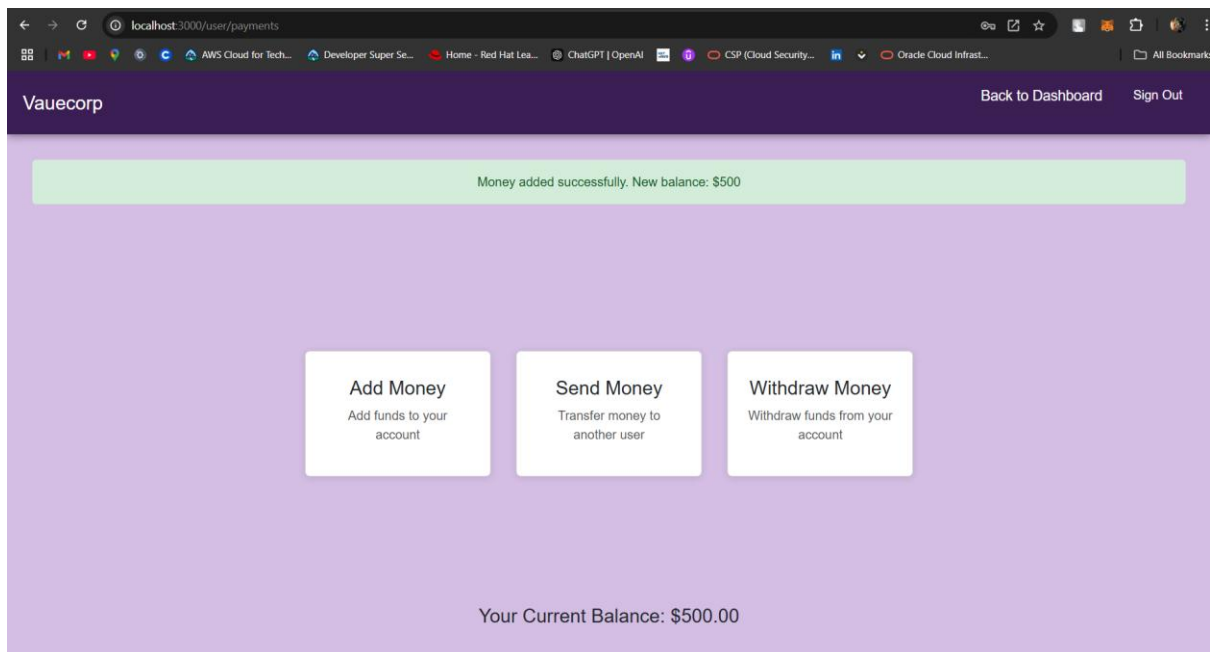 localhost:3000/user/payments
AWS Cloud for Tech... Developer Super Se... Home - Red Hat Lea... ChatGPT | OpenAI CSP (Cloud Security... in Oracle Cloud Infrast... All Bookmarks
Vauecorp Back to Dashboard Sign Out
Money added successfully. New balance: $500
Add Money
Add funds to your
account
Send Money
Transfer money to
another user
Withdraw Money
Withdraw funds from your
account
Your Current Balance: $500.00